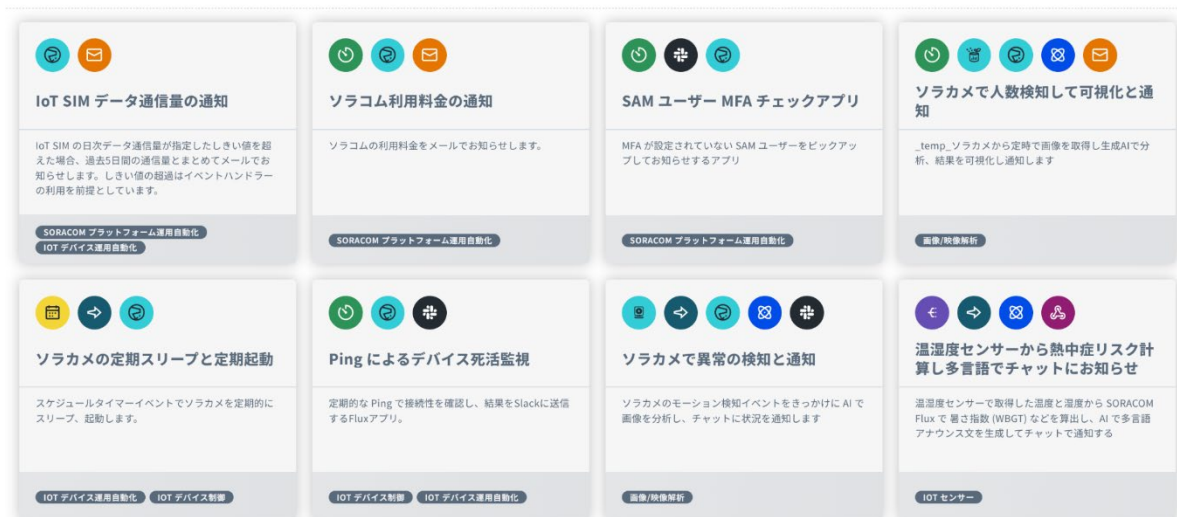 IoT SIM データ通信量の通知
IoT SIM の日次データ通信量が指定したしきい値を超
えた場合、過去5日間の通信量とまとめてメールでお
知らせします。しきい値の超過はイベントハンドラー
の利用を前提としています。
SORACOM プラットフォーム運用自動化
IOT デバイス運用自動化
ソラコム利用料金の通知
ソラコムの利用料金をメールでお知らせします。
SORACOM プラットフォーム運用自動化
SAM ユーザー MFA チェックアプリ
MFA が設定されていない SAM ユーザーをピックアッ
プしてお知らせするアプリ
SORACOM プラットフォーム運用自動化
ソラカメで人数検知して可視化と通
知
_temp_ソラカメから定時で画像を取得し生成AIで分
析、結果を可視化し通知します
画像/映像解析
ソラカメの定期スリープと定期起動
スケジュールタイマーイベントでソラカメを定期的に
スリープ、起動します。
IOT デバイス運用自動化 IOT デバイス制御
Ping によるデバイス死活監視
定期的な Ping で接続性を確認し、結果をSlackに送信
するFluxアプリ。
IOT デバイス制御 IOT デバイス運用自動化
ソラカメで異常の検知と通知
ソラカメのモーション検知イベントをきっかけに AI で
画像を分析し、チャットに状況を通知します
画像/映像解析
温湿度センサーから熱中症リスク計
算し多言語でチャットにお知らせ
温湿度センサーで取得した温度と湿度から SORACOM
Flux で 暑さ指数 (WBGT) などを算出し、AI で多言語
アナウンス文を生成してチャットで通知する
IOT センサー